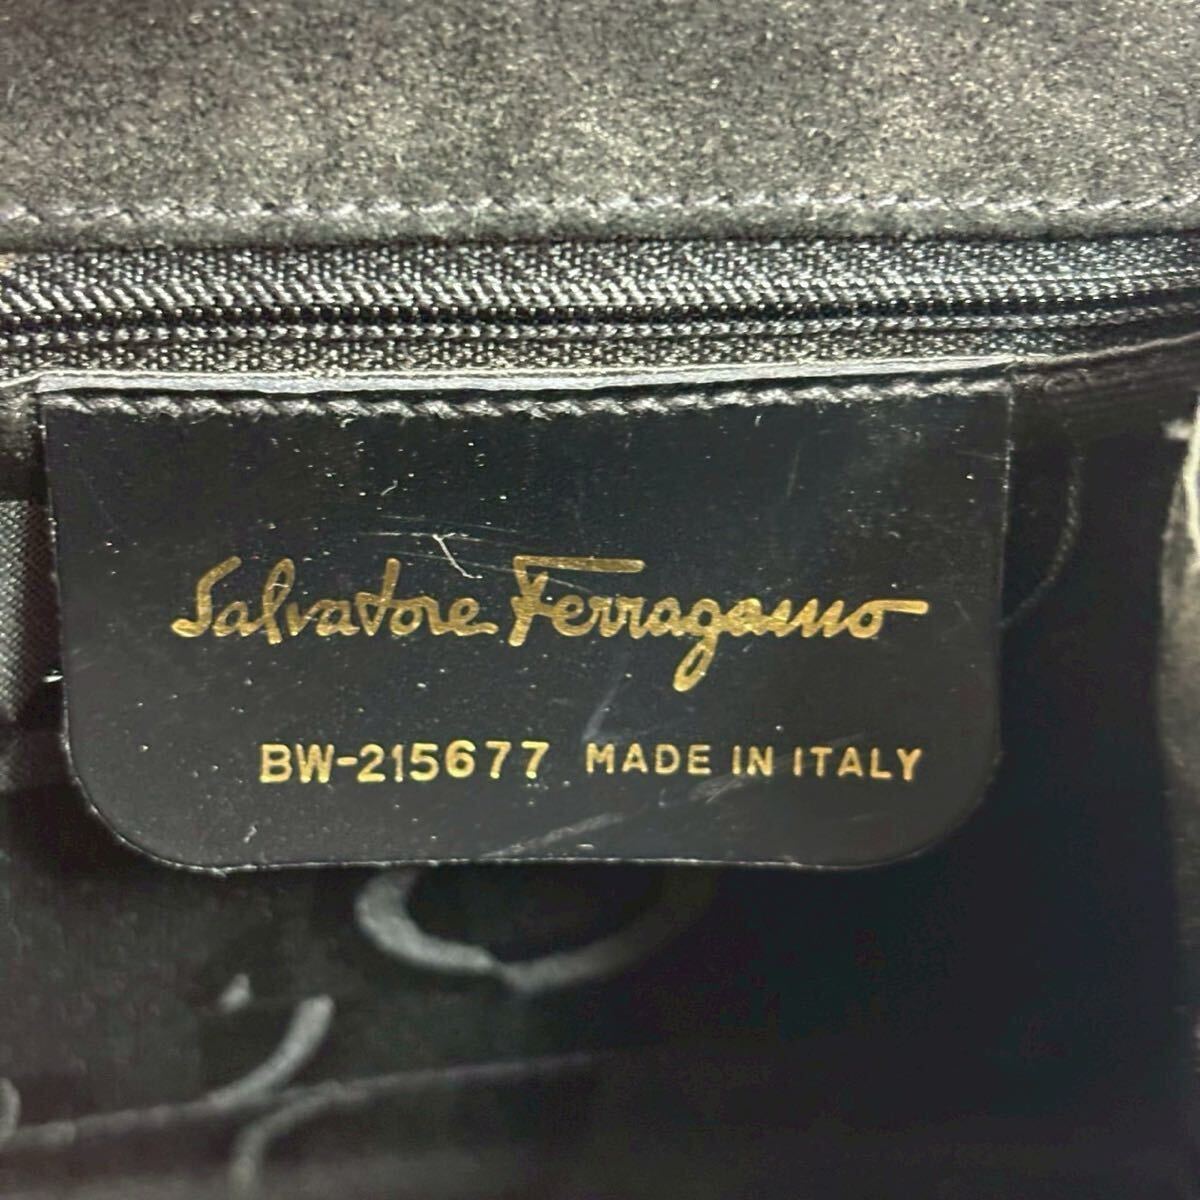 Salvatore Ferragamo
BW-215677 MADE IN ITALY